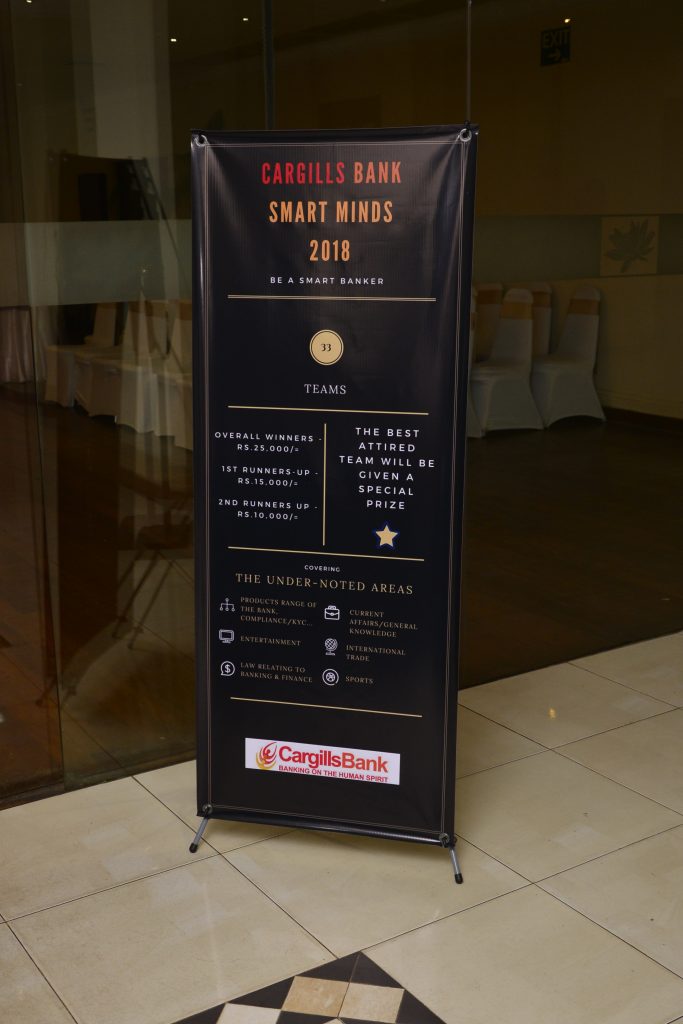 EXIT
CARGILLS BANK
SMART MINDS
2018
BE A SMART BANKER
33
TEAMS
OVERALL WINNERS -
RS.25,000/=
1ST RUNNERS-UP -
RS.15,000/=
2ND RUNNERS UP -
RS.10,000/=
THE BEST
ATTIRED
TEAM WILL BE
GIVEN A
SPECIAL
PRIZE
COVERING
THE UNDER-NOTED AREAS
PRODUCTS RANGE OF
THE BANK,
COMPLIANCE/KYC...
ENTERTAINMENT
LAW RELATING TO
BANKING & FINANCE
CURRENT
AFFAIRS/GENERAL
KNOWLEDGE
INTERNATIONAL
TRADE
SPORTS
CargillsBank
BANKING ON THE HUMAN SPIRIT